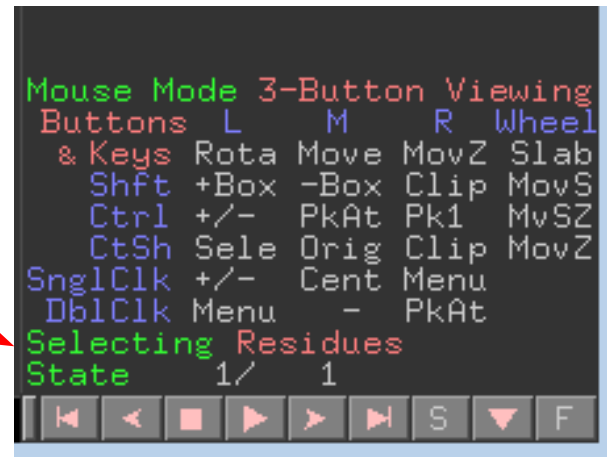 Mouse Mode 3-Button Viewing
Buttons L M R Wheel
& Keys Rota Move MovZ Slab
Shft +Box -Box Clip MovS
Ctrl +/- PkAt Pk1 MvSZ
CtSh Sele Orig Clip MovZ
SnglClk +/- Cent Menu
DblClk Menu - PkAt
Selecting Residues
State 1/ 1
S F